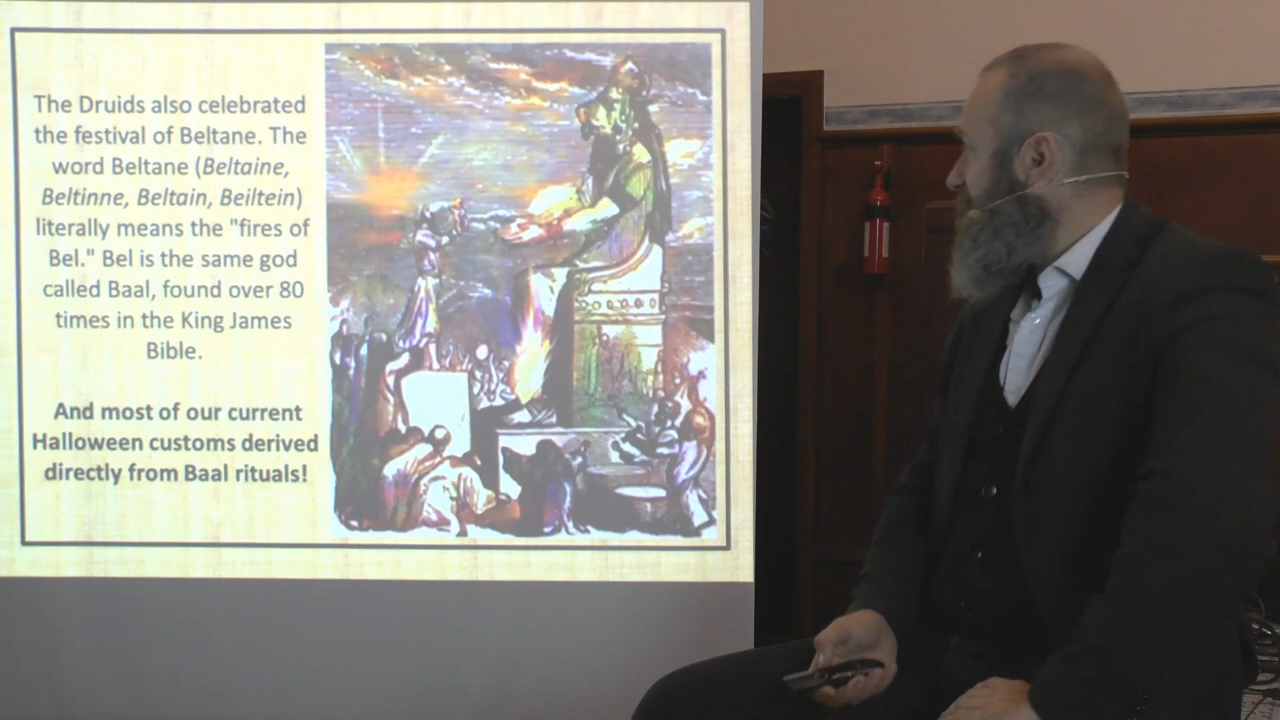 The Druids also celebrated
the festival of Beltane. The
word Beltane (Beltaine,
Beltinne, Beltain, Beiltein)
literally means the "fires of
Bel." Bel is the same god
called Baal, found over 80
times in the King James
Bible.
And most of our current
Halloween customs derived
directly from Baal rituals!